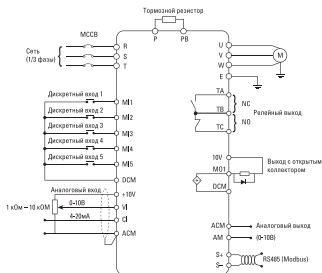 Тормозной резистор
P PB
MCCB
Сеть
(1/3 фазы)
R
S
T
U
V
W
E
M
Дискретный вход 1
MI1
Дискретный вход 2
MI2
Дискретный вход 3
MI3
Дискретный вход 4
MI4
Дискретный вход 5
MI5
DCM
TA
TB
TC
NC
NO
Релейный выход
10V
MO1
DCM
Выход с открытым
коллектором
Аналоговый вход
+10V
1 кОм – 10 кОМ
0-10В
VI
4-20мА
CI
ACM
ACM
Аналоговый выход
AM
(0-10В)
S+
S–
RS485 (Modbus)